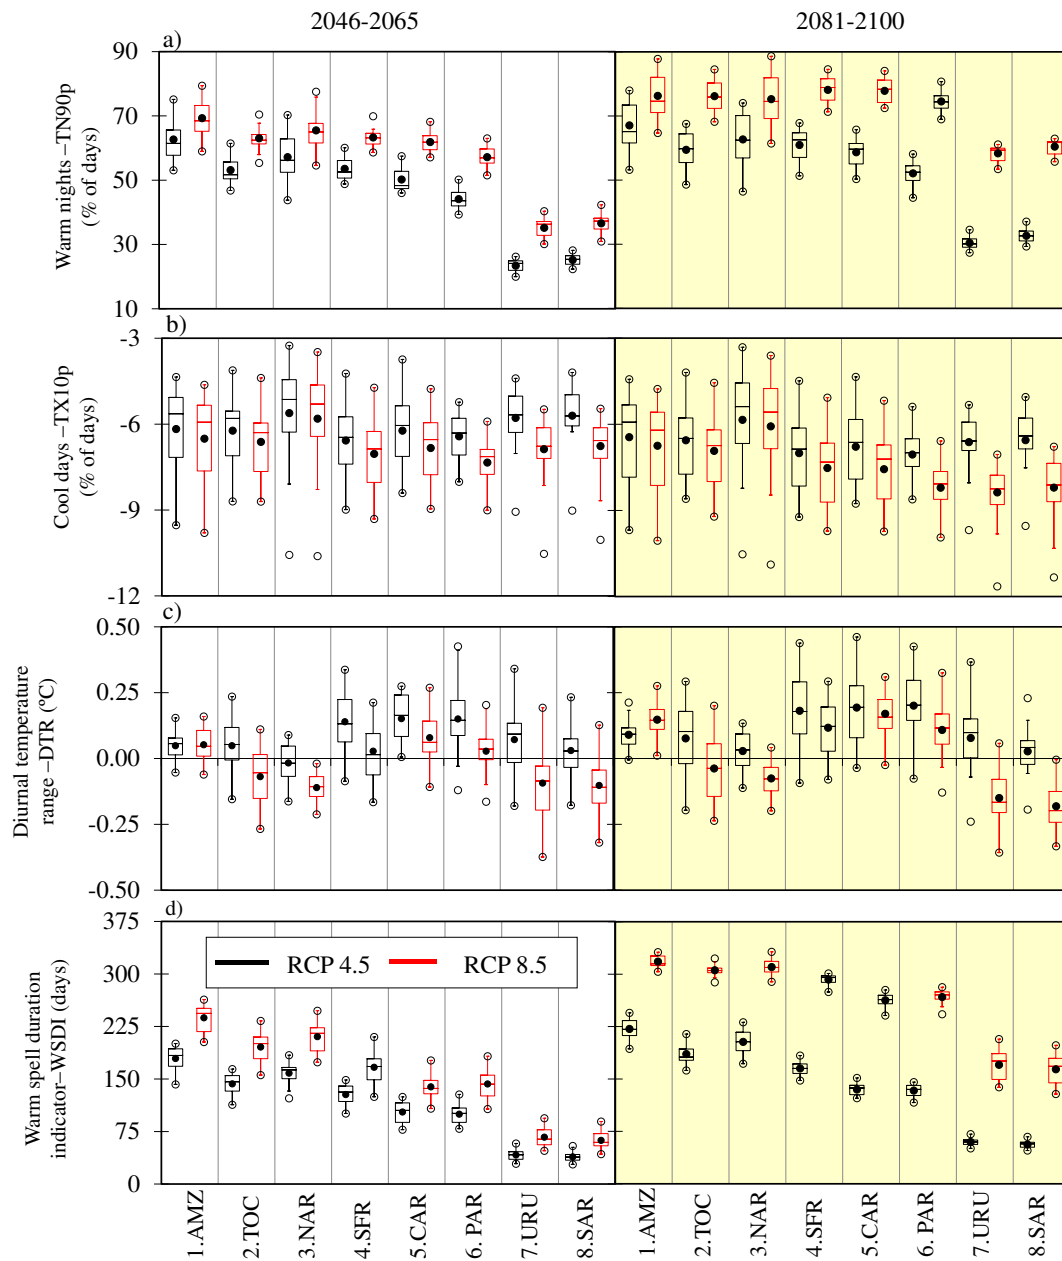 2046-2065 2081-2100
a)
Warm nights –TN90p
(% of days)
90
70
50
30
10
b)
Cool days –TX10p
(% of days)
-3
-6
-9
-12
c)
Diurnal temperature
range –DTR (ºC)
0.50
0.25
0.00
-0.25
-0.50
d)
Warm spell duration
indicator–WSDI (days)
375
300
225
150
75
0
RCP 4.5 RCP 8.5
1.AMZ 2.TOC 3.NAR 4.SFR 5.CAR 6. PAR 7.URU 8.SAR 1.AMZ 2.TOC 3.NAR 4.SFR 5.CAR 6. PAR 7.URU 8.SAR